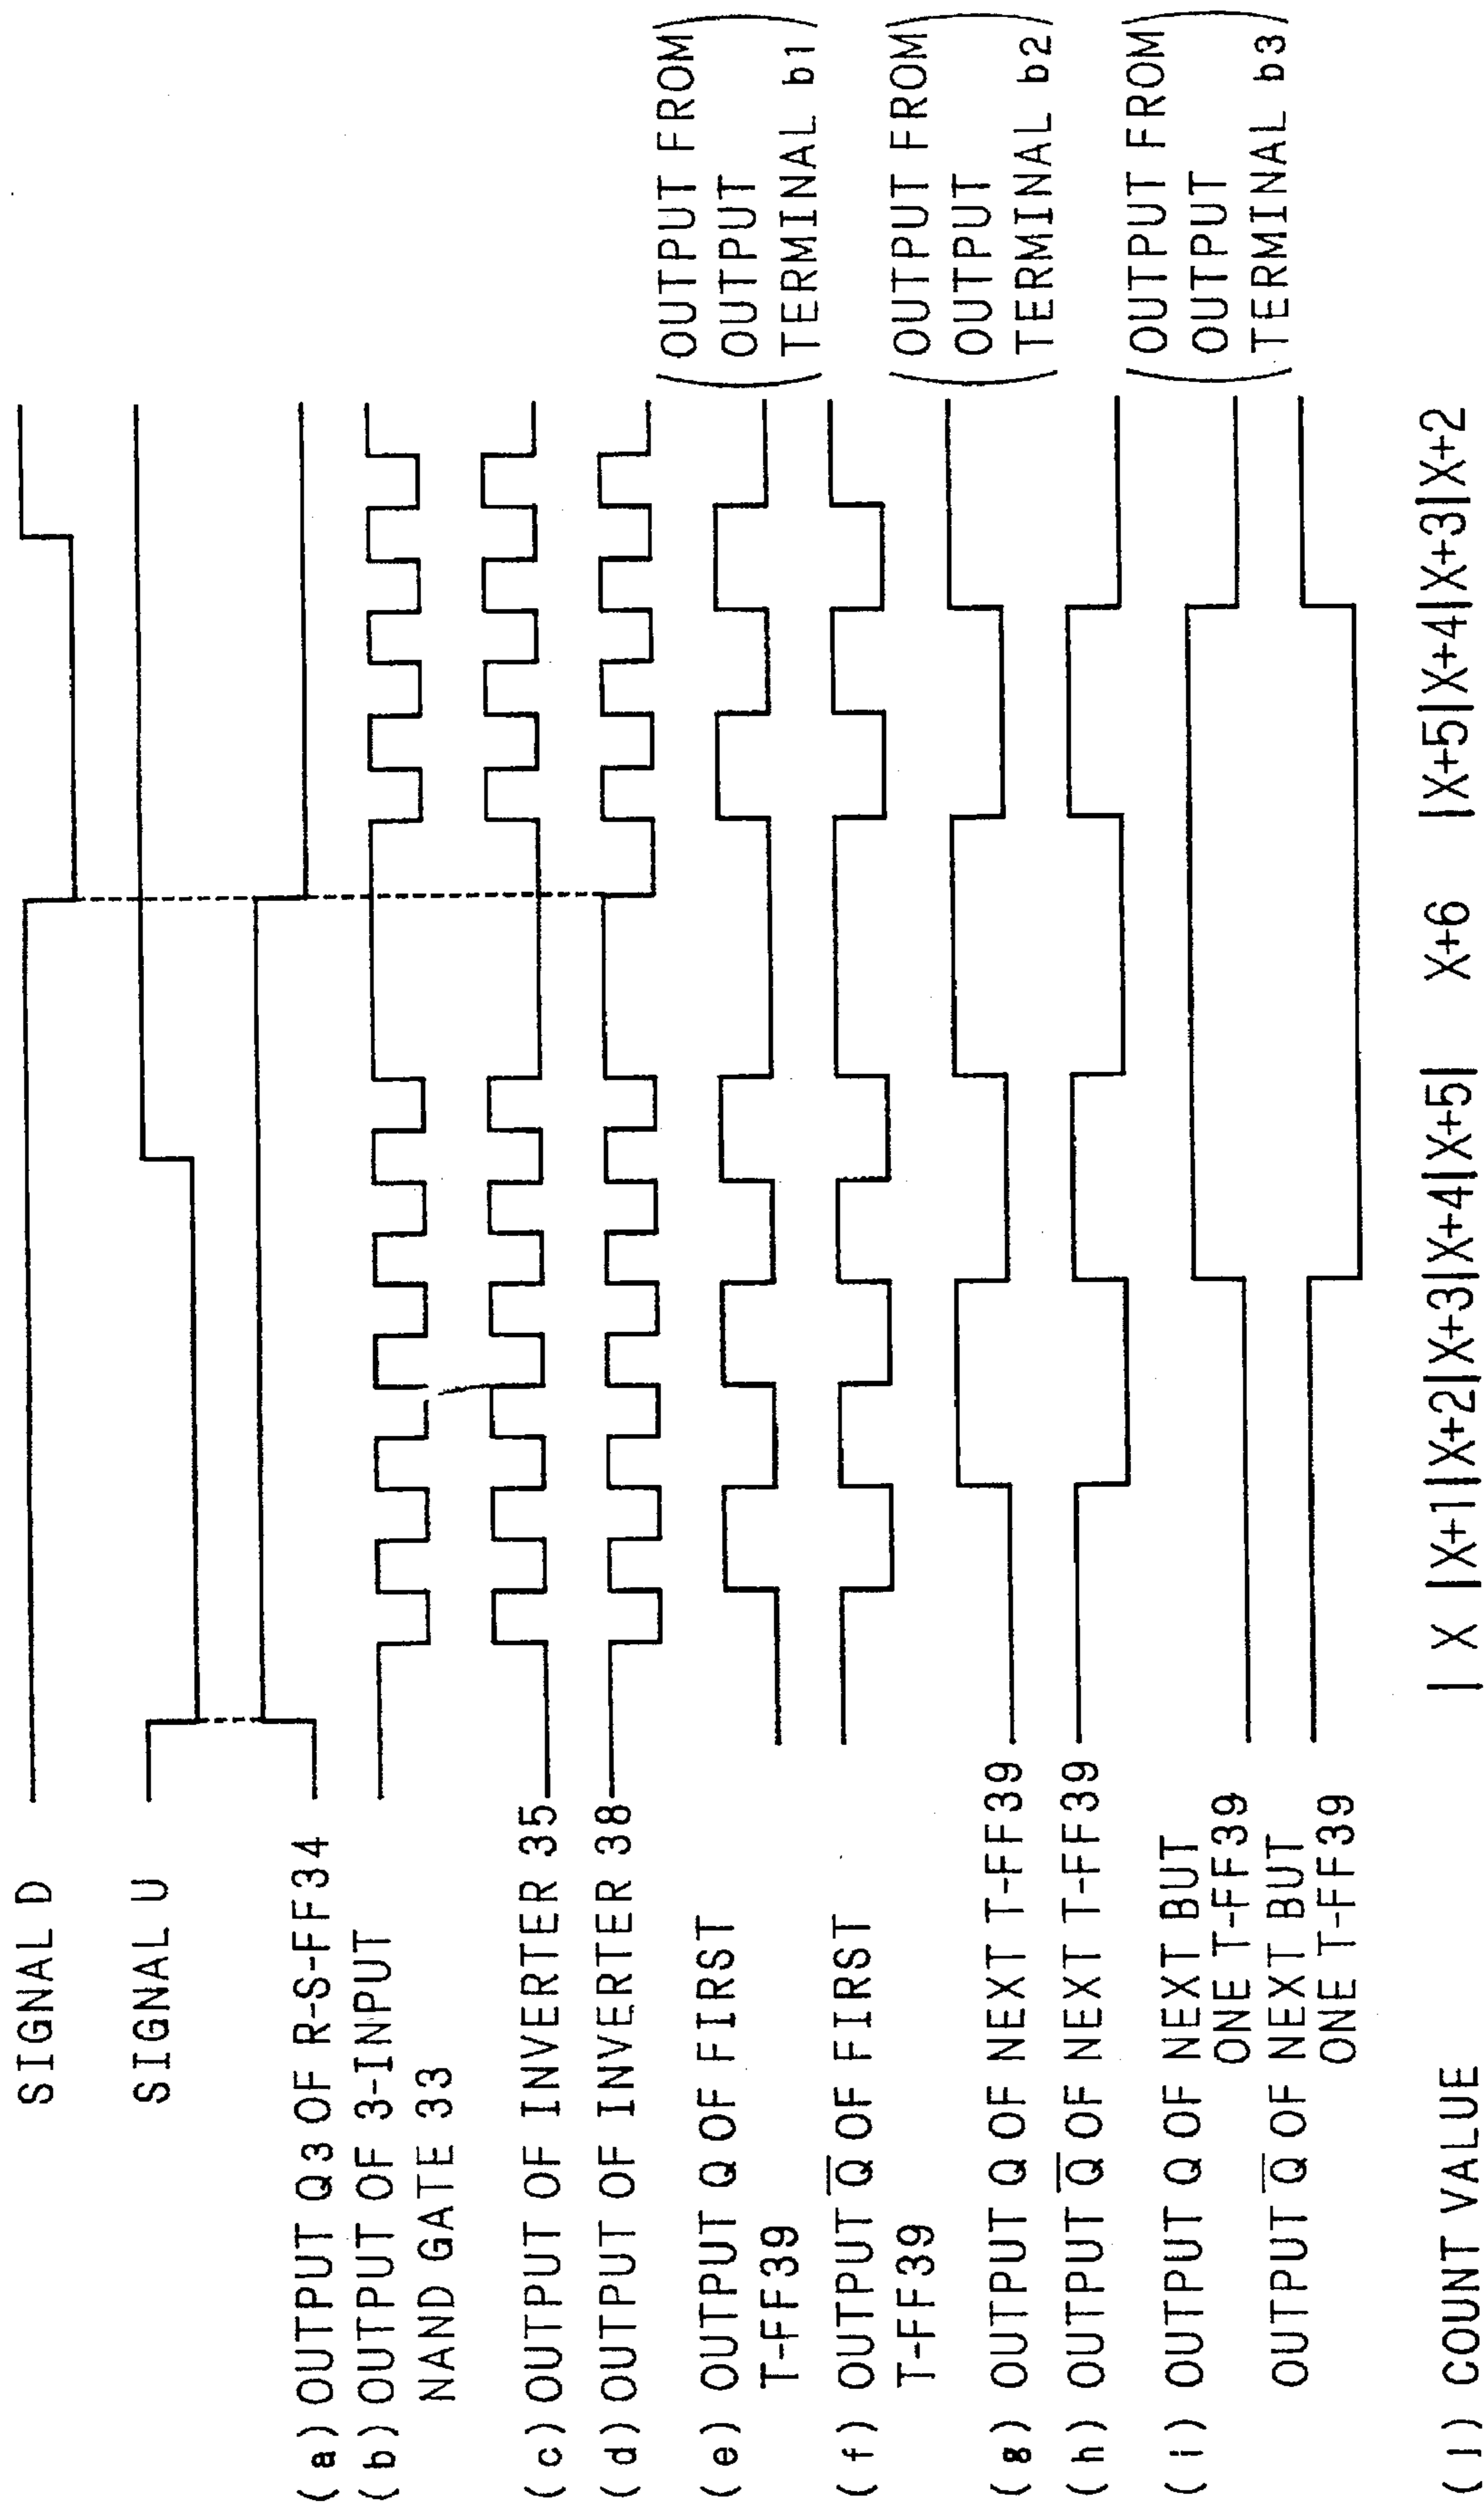 SIGNAL D
SIGNAL U
(a) OUTPUT Q3 OF R-S-FF34
(b) OUTPUT OF 3-INPUT
NAND GATE 33
(c) OUTPUT OF INVERTER 35
(d) OUTPUT OF INVERTER 38
(e) OUTPUT Q OF FIRST
T-FF39
(OUTPUT FROM
OUTPUT
TERMINAL b1)
(f) OUTPUT Q̅ OF FIRST
T-FF39
(g) OUTPUT Q OF NEXT T-FF39
(OUTPUT FROM
OUTPUT
TERMINAL b2)
(h) OUTPUT Q̅ OF NEXT T-FF39
(i) OUTPUT Q OF NEXT BUT
ONE T-FF39
(OUTPUT FROM
OUTPUT
TERMINAL b3)
OUTPUT Q̅ OF NEXT BUT
ONE T-FF39
(j) COUNT VALUE | X |X+1|X+2|X+3|X+4|X+5| X+6 |X+5|X+4|X+3|X+2